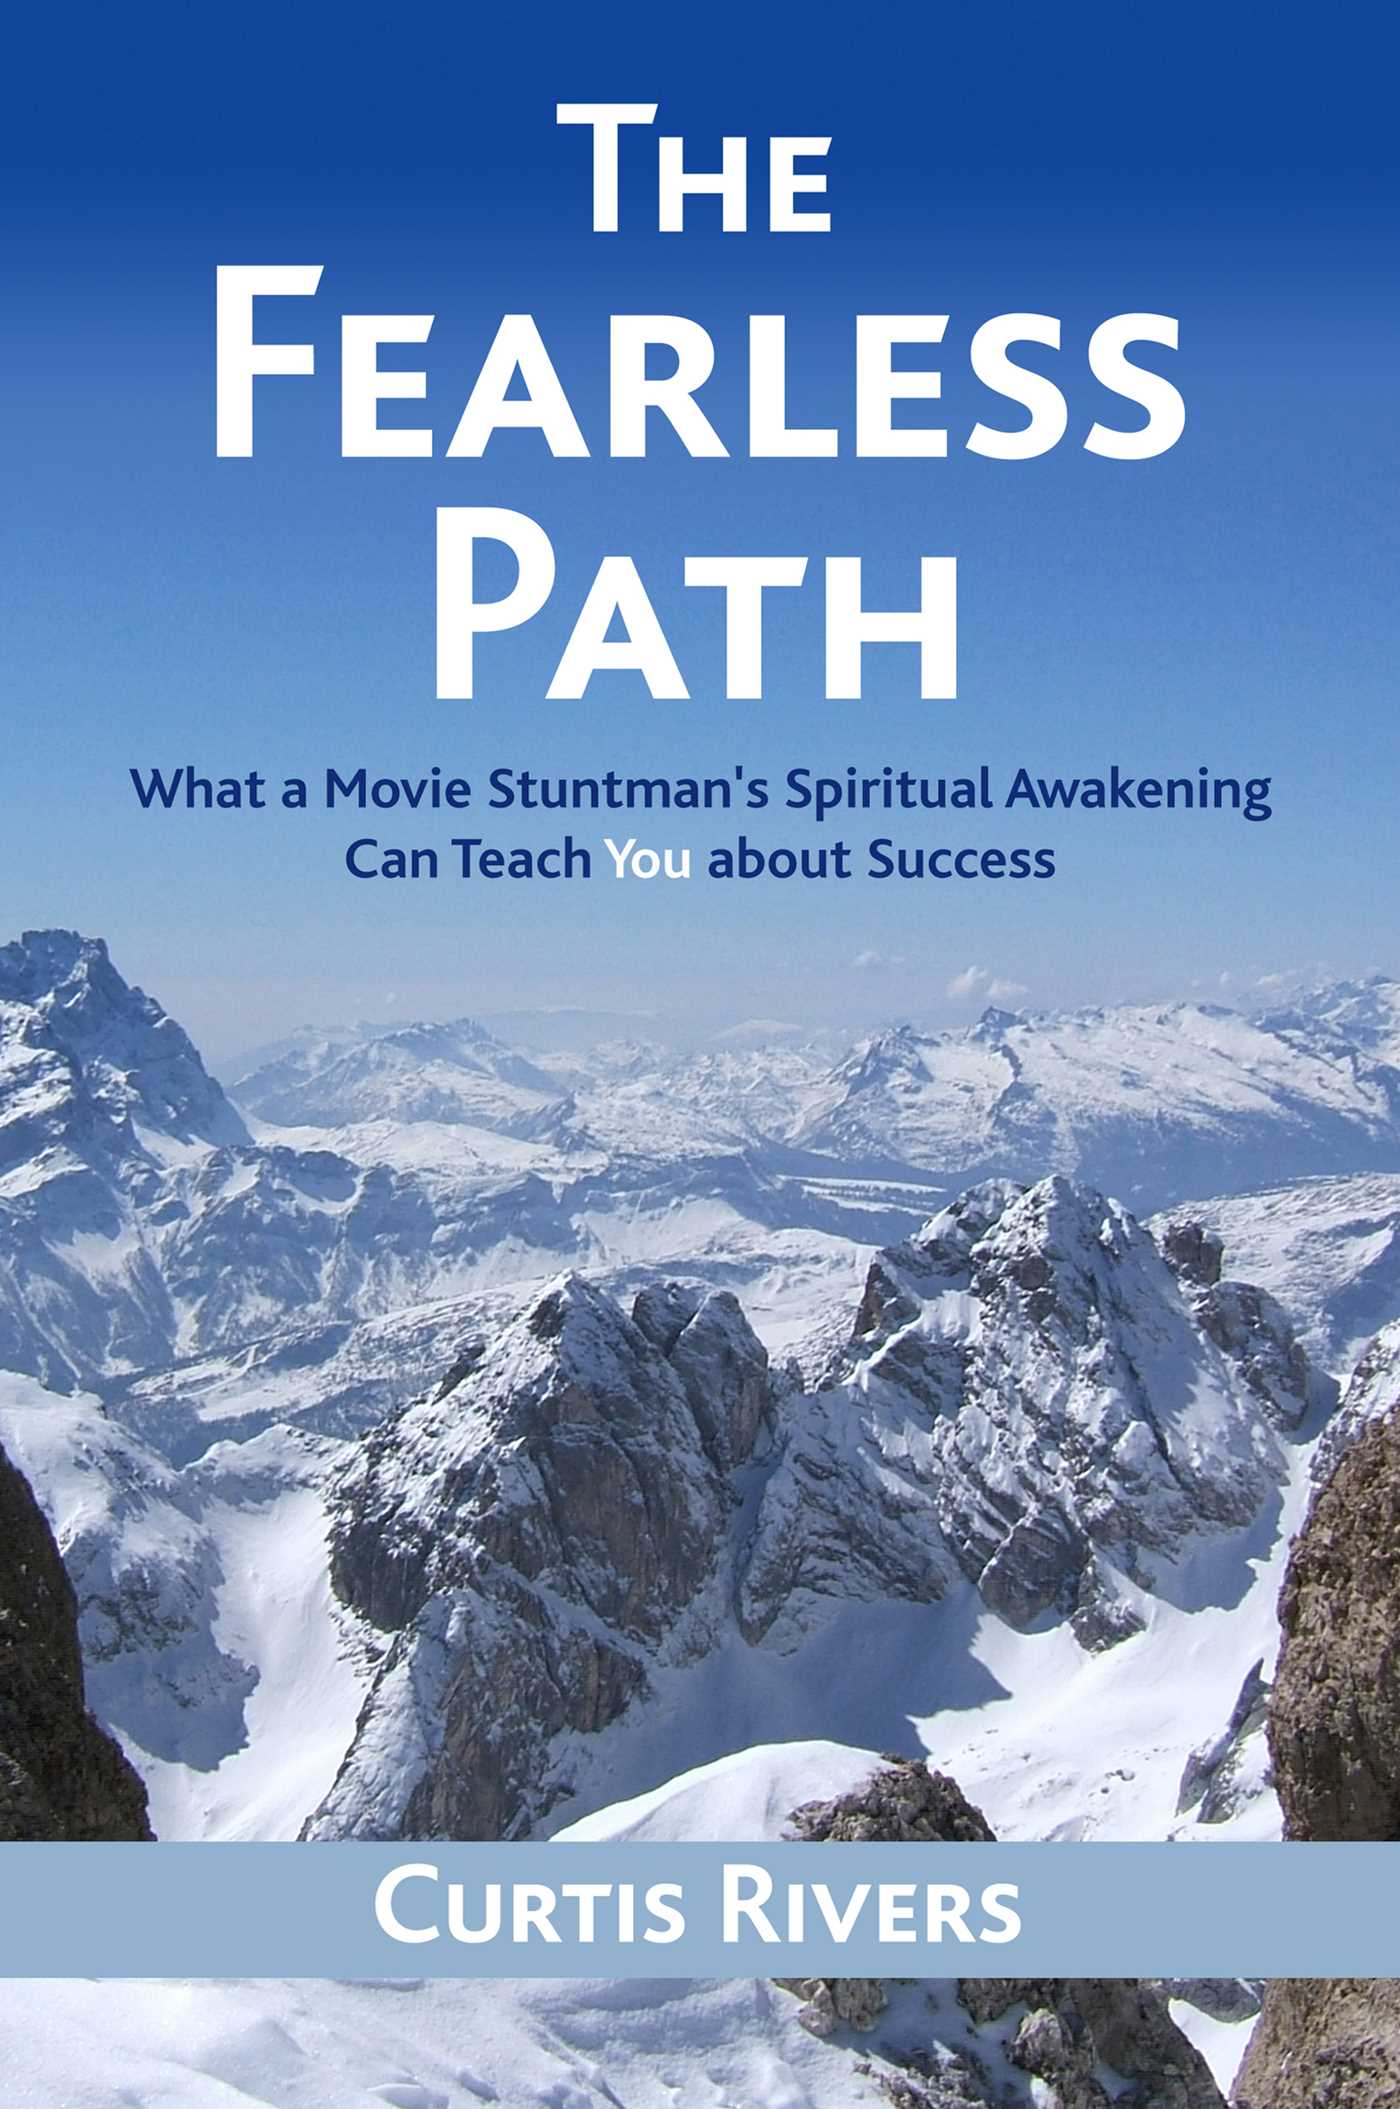 The
Fearless
Path
What a Movie Stuntman's Spiritual Awakening
Can Teach You about Success
Curtis Rivers